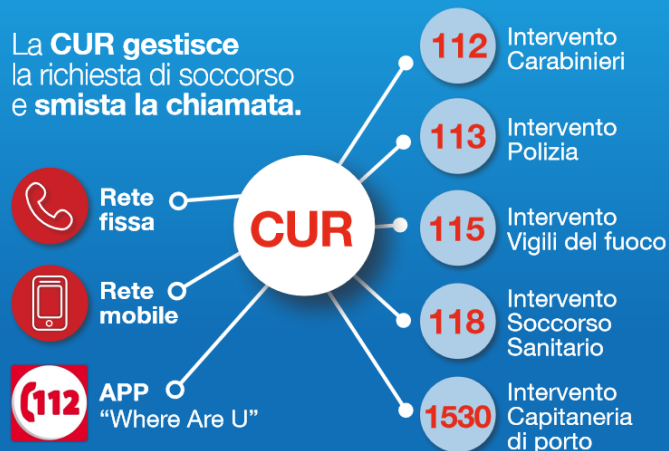 La CUR gestisce
la richiesta di soccorso
e smista la chiamata.
Rete
fissa
Rete
mobile
112
APP
“Where Are U”
CUR
112
Intervento
Carabinieri
113
Intervento
Polizia
115
Intervento
Vigili del fuoco
118
Intervento
Soccorso
Sanitario
1530
Intervento
Capitaneria
di porto